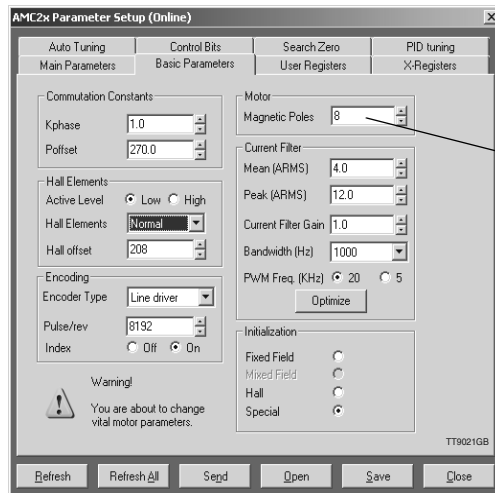 AMC2x Parameter Setup (Online)
Auto Tuning
Control Bits
Search Zero
PID tuning
Main Parameters
Basic Parameters
User Registers
X-Registers
Commutation Constants
Kphase
1.0
Poffset
270.0
Hall Elements
Active Level
Low
High
Hall Elements
Normal
Hall offset
208
Encoding
Encoder Type
Line driver
Pulse/rev
8192
Index
Off
On
Warning!
You are about to change
vital motor parameters.
Motor
Magnetic Poles
8
Current Filter
Mean (ARMS)
4.0
Peak (ARMS)
12.0
Current Filter Gain
1.0
Bandwidth (Hz)
1000
PWM Freq. (KHz)
20
5
Optimize
Initialization
Fixed Field
Mixed Field
Hall
Special
TT9021GB
Refresh
Refresh All
Send
Open
Save
Close